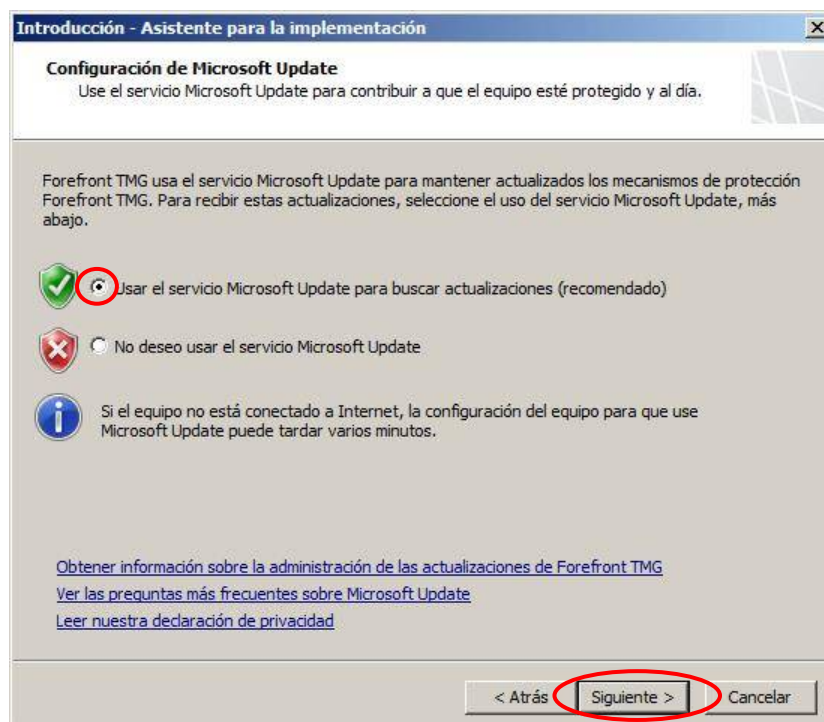 Introducción - Asistente para la implementación
Configuración de Microsoft Update
Use el servicio Microsoft Update para contribuir a que el equipo esté protegido y al día.
Forefront TMG usa el servicio Microsoft Update para mantener actualizados los mecanismos de protección
Forefront TMG. Para recibir estas actualizaciones, seleccione el uso del servicio Microsoft Update, más
abajo.
Usar el servicio Microsoft Update para buscar actualizaciones (recomendado)
No deseo usar el servicio Microsoft Update
Si el equipo no está conectado a Internet, la configuración del equipo para que use
Microsoft Update puede tardar varios minutos.
Obtener información sobre la administración de las actualizaciones de Forefront TMG
Ver las preguntas más frecuentes sobre Microsoft Update
Leer nuestra declaración de privacidad
< Atrás Siguiente > Cancelar